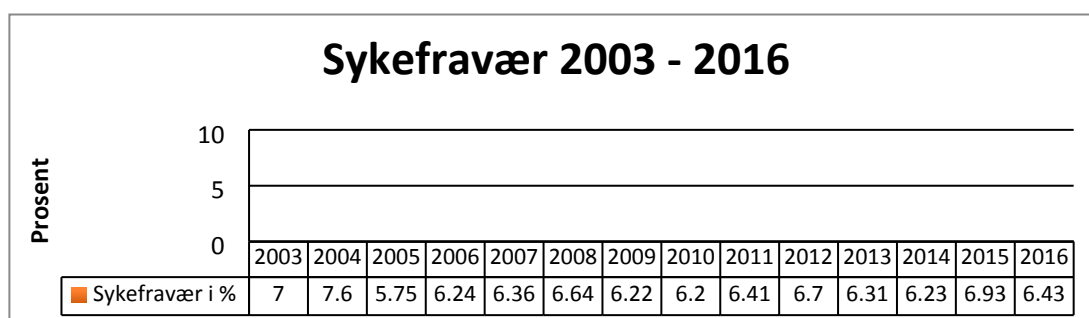 Sykefravær 2003 - 2016
Prosent
10
5
0
2003 2004 2005 2006 2007 2008 2009 2010 2011 2012 2013 2014 2015 2016
Sykefravær i % 7 7.6 5.75 6.24 6.36 6.64 6.22 6.2 6.41 6.7 6.31 6.23 6.93 6.43